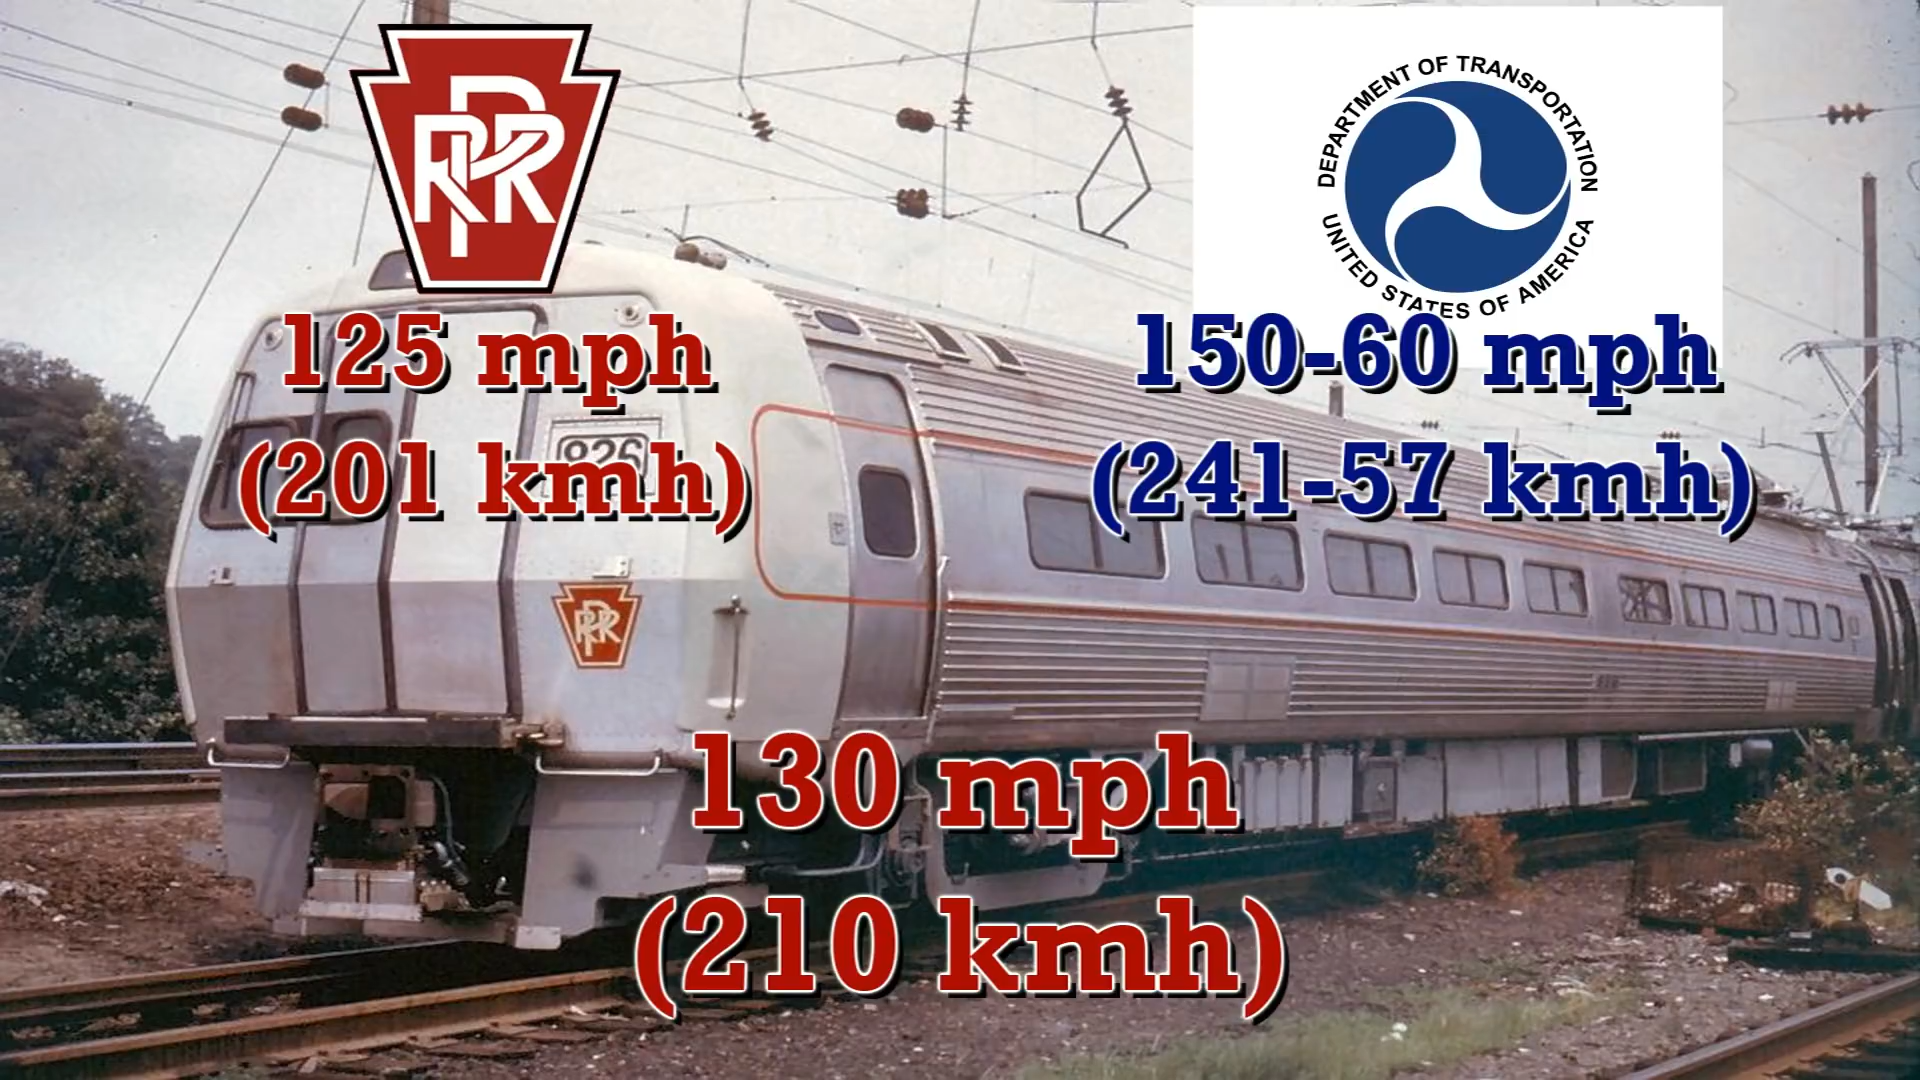 PRR
DEPARTMENT OF TRANSPORTATION
UNITED STATES OF AMERICA
125 mph
(201 kmh)
150-60 mph
(241-57 kmh)
826
PRR
130 mph
(210 kmh)